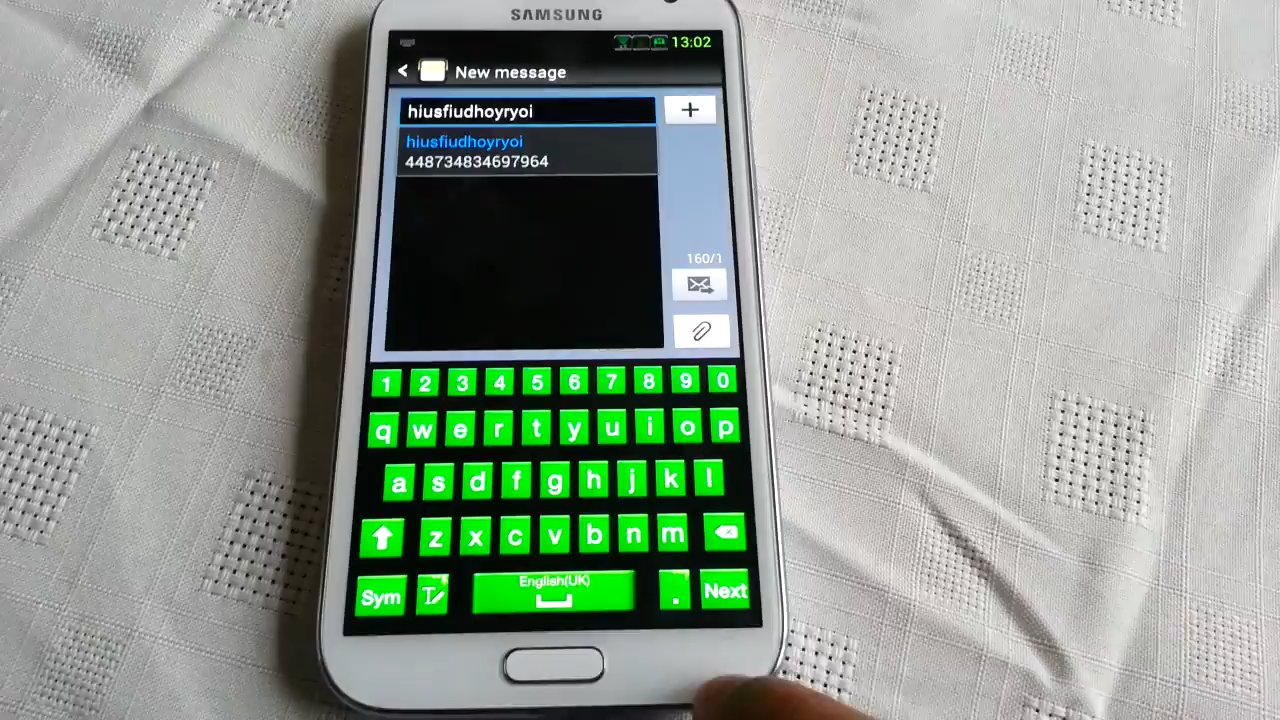 SAMSUNG
13:02
New message
hiusfiudhoyryoi
+
hiusfiudhoyryoi
448734834697964
160/1
1 2 3 4 5 6 7 8 9 0
q w e r t y u i o p
a s d f g h j k l
z x c v b n m
English(UK)
Sym T . Next